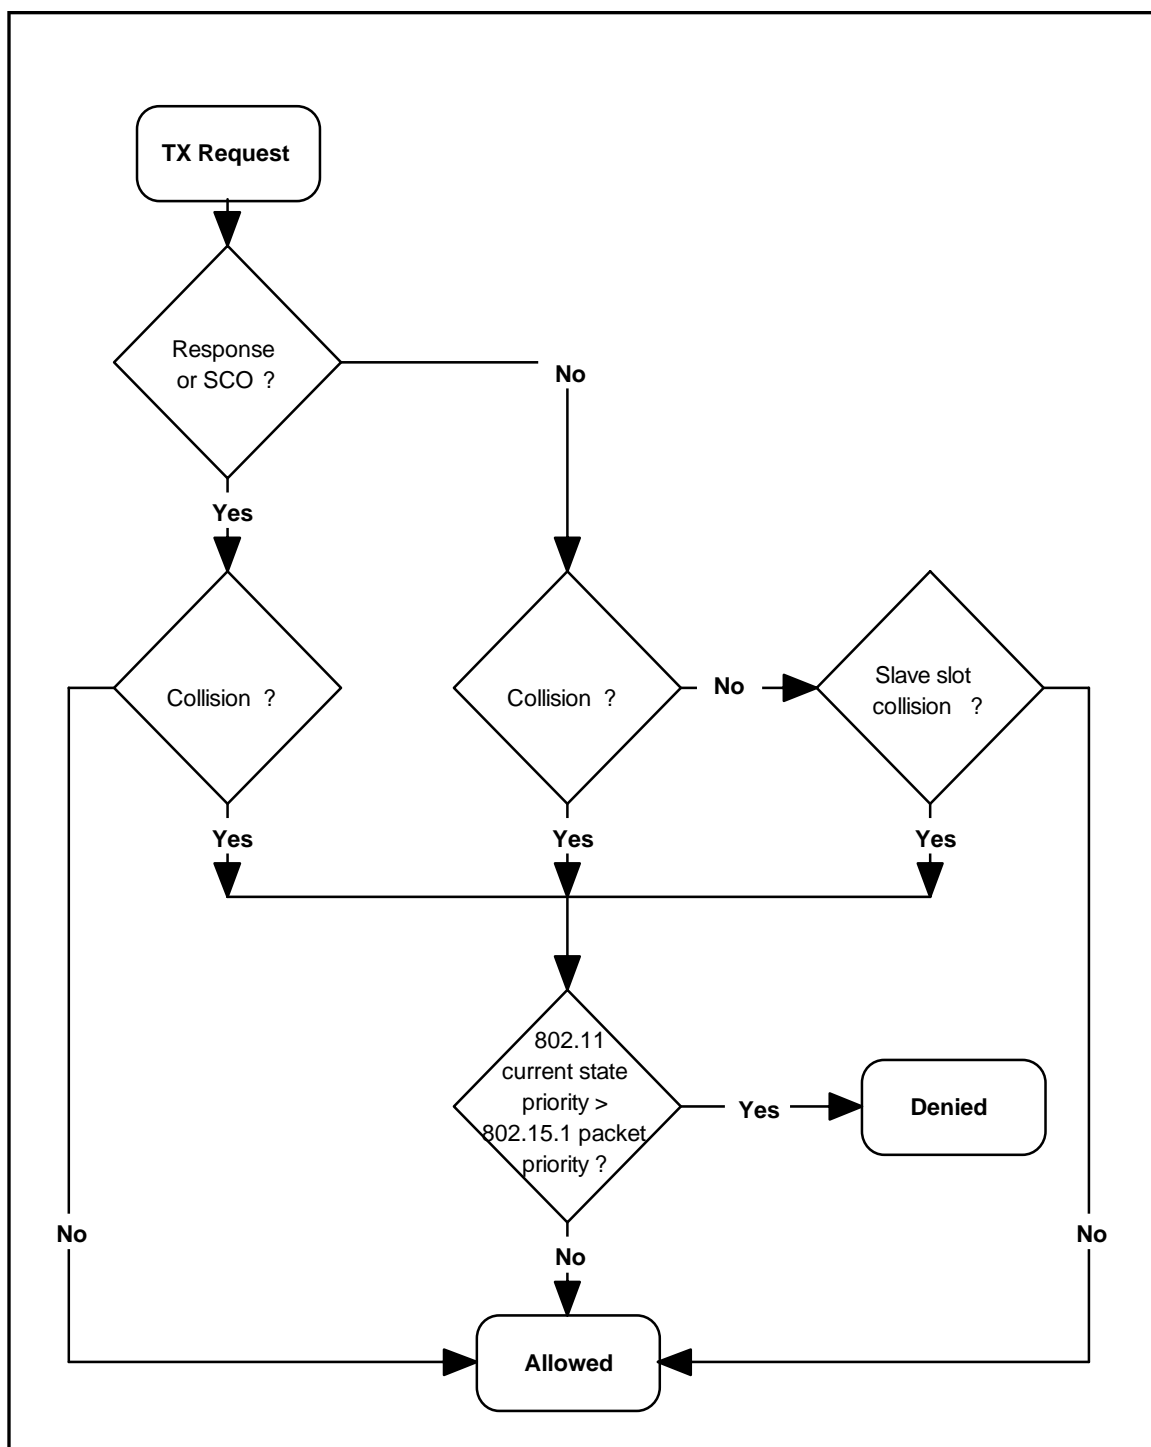 TX Request
Response
or SCO ?
No
Yes
Collision ?
Collision ?
No
Slave slot
collision ?
Yes
Yes
Yes
802.11
current state
priority >
802.15.1 packet
priority ?
Yes
Denied
No
No
No
Allowed